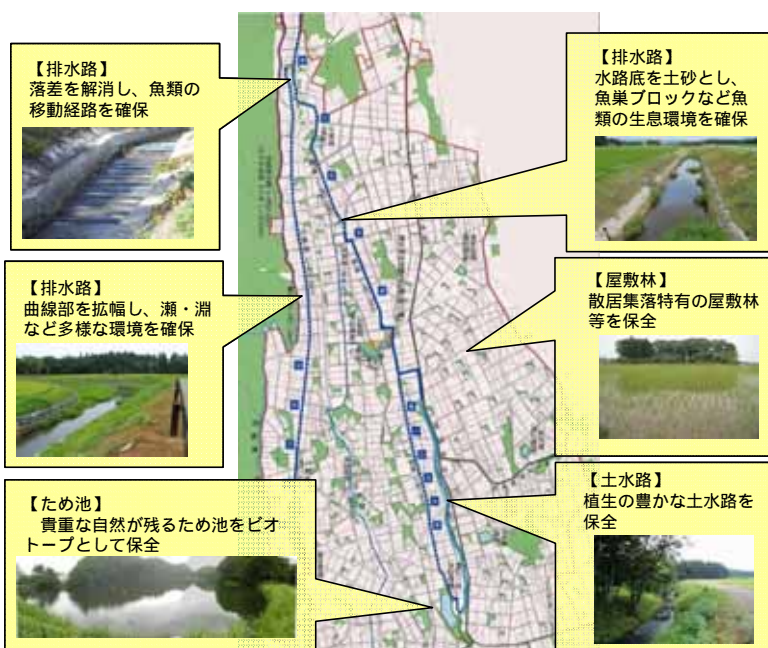 【排水路】
落差を解消し、魚類の
移動経路を確保
【排水路】
水路底を土砂とし、
魚巣ブロックなど魚
類の生息環境を確保
【排水路】
曲線部を拡幅し、瀬・淵
など多様な環境を確保
【屋敷林】
散居集落特有の屋敷林
等を保全
【ため池】
貴重な自然が残るため池をビオ
トープとして保全
【土水路】
植生の豊かな土水路を
保全